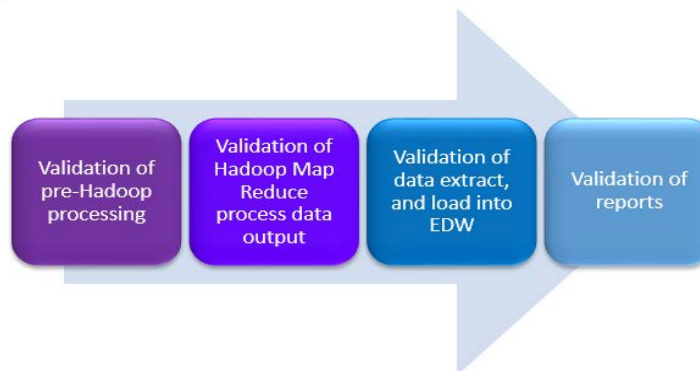 Validation of
pre-Hadoop
processing
Validation of
Hadoop Map
Reduce
process data
output
Validation of
data extract,
and load into
EDW
Validation of
reports